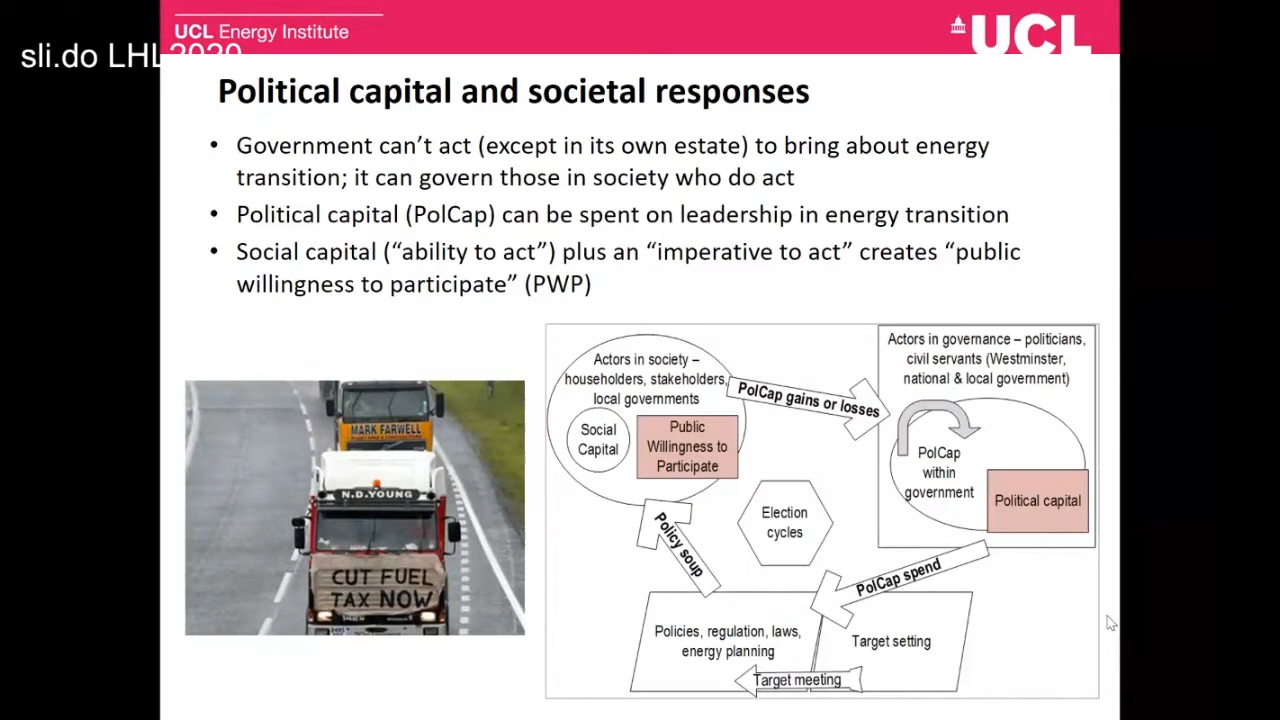 UCL Energy Institute
UCL
sli.do LHL 2020
Political capital and societal responses
• Government can’t act (except in its own estate) to bring about energy
transition; it can govern those in society who do act
• Political capital (PolCap) can be spent on leadership in energy transition
• Social capital (“ability to act”) plus an “imperative to act” creates “public
willingness to participate” (PWP)
MARK FARWELL
N.D.YOUNG
CUT FUEL
TAX NOW
Actors in society –
householders, stakeholders,
local governments
Social
Capital
Public
Willingness to
Participate
PolCap gains or losses
Actors in governance – politicians,
civil servants (Westminster,
national & local government)
PolCap
within
government
Political capital
Election
cycles
Policy soup
PolCap spend
Policies, regulation, laws,
energy planning
Target setting
Target meeting